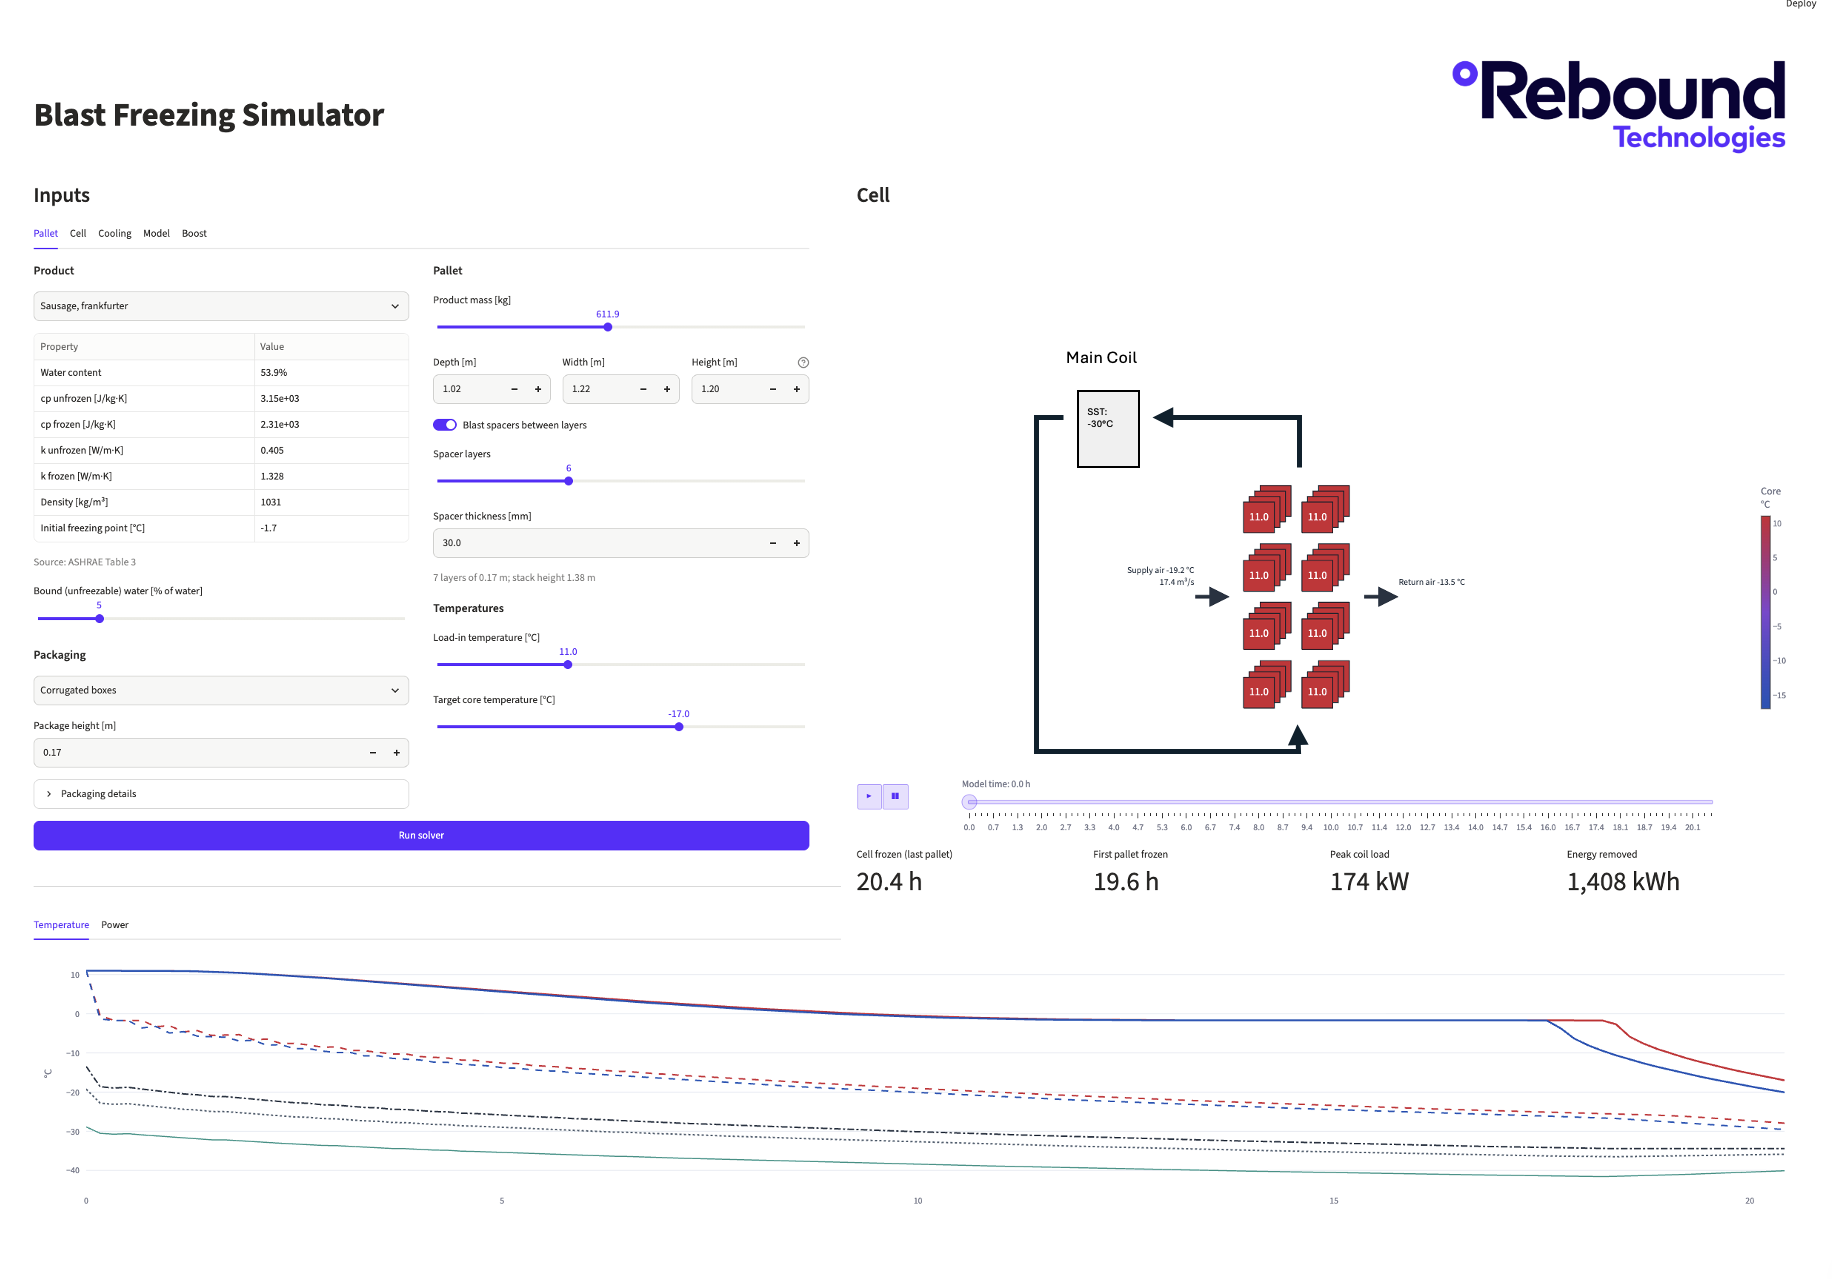 Deploy
Rebound
Technologies
Blast Freezing Simulator
Inputs
Pallet Cell Cooling Model Boost
Product
Sausage, frankfurter
Property Value
Water content 53.9%
cp unfrozen [J/kg·K] 3.15e+03
cp frozen [J/kg·K] 2.31e+03
k unfrozen [W/m·K] 0.405
k frozen [W/m·K] 1.328
Density [kg/m³] 1031
Initial freezing point [°C] -1.7
Source: ASHRAE Table 3
Bound (unfreezable) water [% of water]
5
Packaging
Corrugated boxes
Package height [m]
0.17
Packaging details
Pallet
Product mass [kg]
611.9
Depth [m] Width [m] Height [m]
1.02 1.22 1.20
Blast spacers between layers
Spacer layers
6
Spacer thickness [mm]
30.0
7 layers of 0.17 m; stack height 1.38 m
Temperatures
Load-in temperature [°C]
11.0
Target core temperature [°C]
-17.0
Run solver
Cell
Main Coil
SST:
-30°C
11.0 11.0
11.0 11.0
11.0 11.0
11.0 11.0
Supply air -19.2 °C
17.4 m³/s
Return air -13.5 °C
Core
°C
10
5
0
−5
−10
−15
Model time: 0.0 h
0.0 0.7 1.3 2.0 2.7 3.3 4.0 4.7 5.3 6.0 6.7 7.4 8.0 8.7 9.4 10.0 10.7 11.4 12.0 12.7 13.4 14.0 14.7 15.4 16.0 16.7 17.4 18.1 18.7 19.4 20.1
Cell frozen (last pallet) First pallet frozen Peak coil load Energy removed
20.4 h 19.6 h 174 kW 1,408 kWh
Temperature Power
°C
10
0
−10
−20
−30
−40
0 5 10 15 20